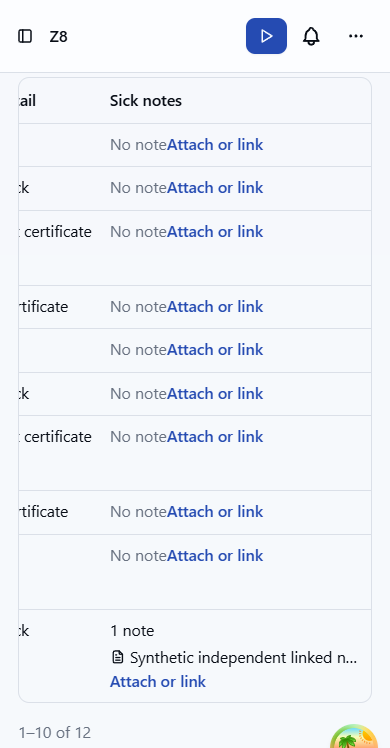 Z8
ail Sick notes
No noteAttach or link
ck No noteAttach or link
certificate No noteAttach or link
rtificate No noteAttach or link
No noteAttach or link
ck No noteAttach or link
certificate No noteAttach or link
rtificate No noteAttach or link
No noteAttach or link
ck 1 note
Synthetic independent linked n...
Attach or link
1–10 of 12